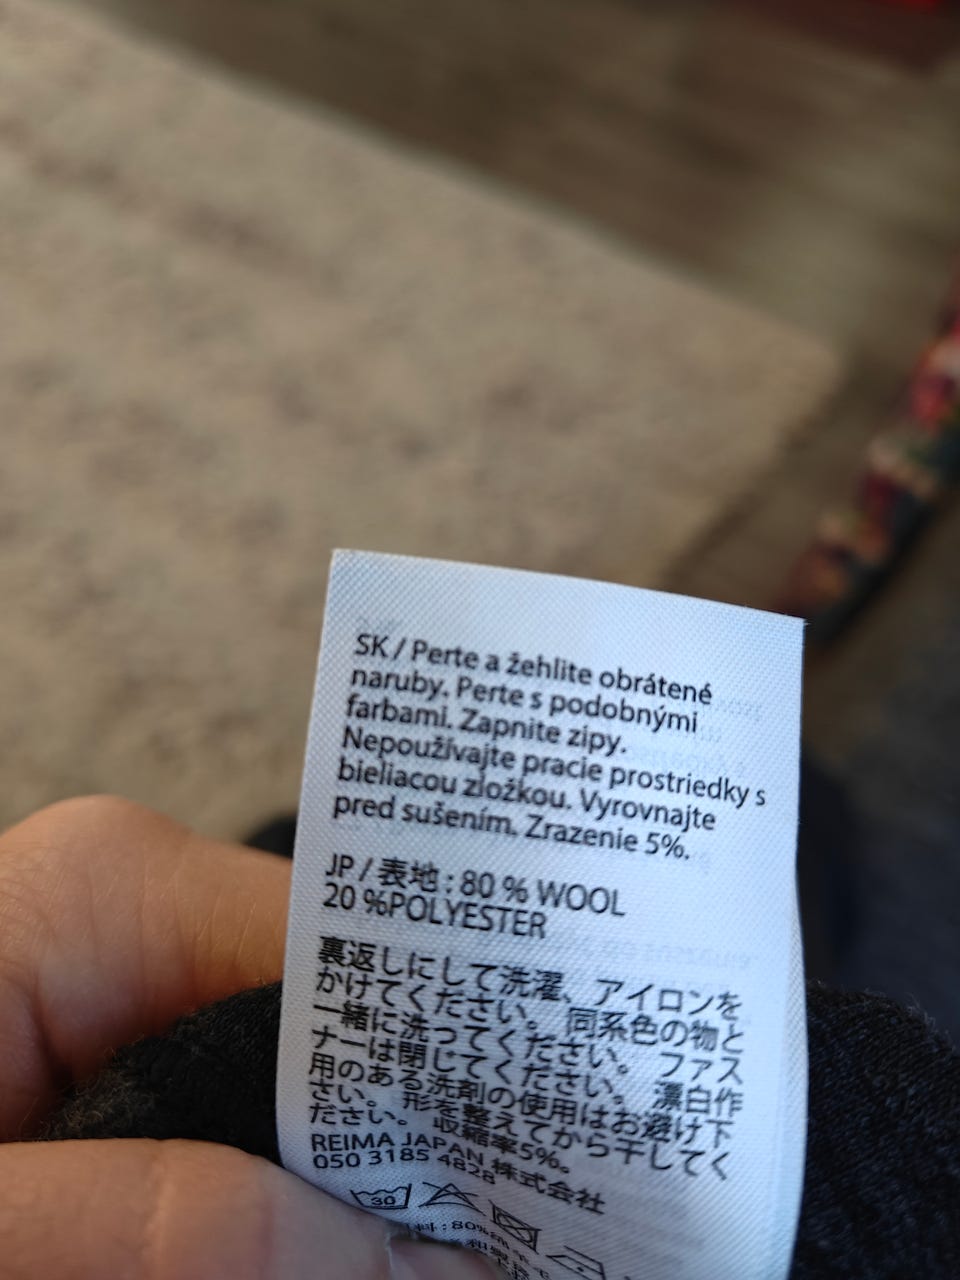 SK / Perte a žehlite obrátené
naruby. Perte s podobnými
farbami. Zapnite zipy.
Nepoužívajte pracie prostriedky s
bieliacou zložkou. Vyrovnajte
pred sušením. Zrazenie 5%.
JP / 表地 : 80 % WOOL
20 %POLYESTER
裏返しにして洗濯、アイロンを
かけてください。 同系色の物と
一緒に洗ってください。 ファス
ナーは閉じてください。 漂白作
用のある洗剤の使用はお避け下
さい。 形を整えてから干してく
ださい。 収縮率5%。
REIMA JAPAN 株式会社
050 3185 4828
30
: 80%